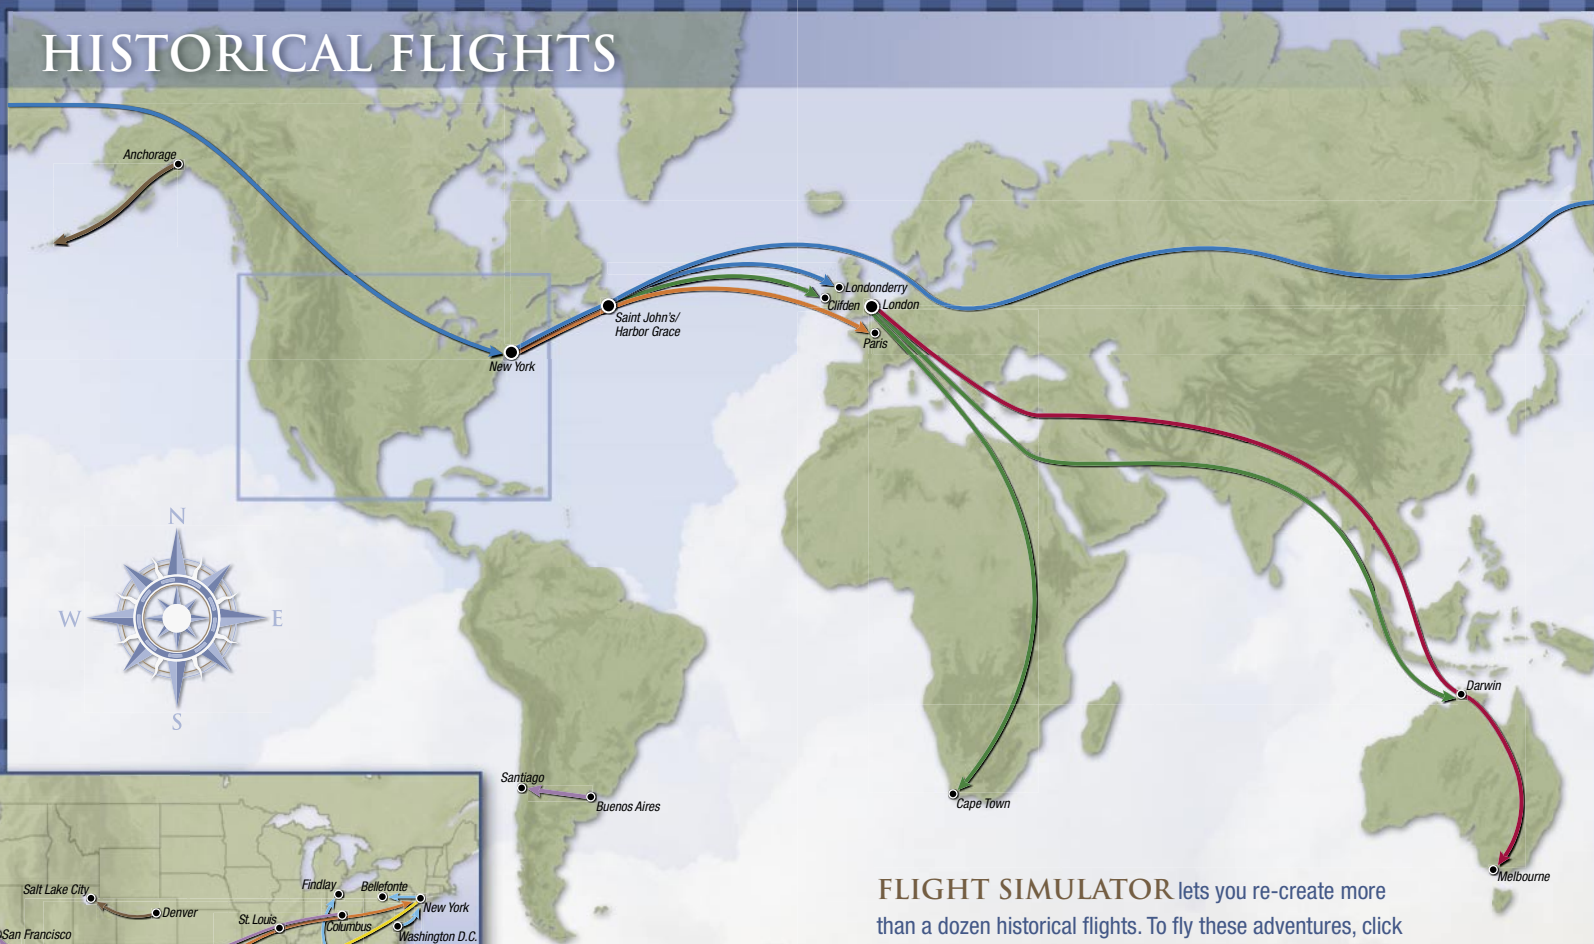 HISTORICAL FLIGHTS
Anchorage
Londonderry
Clifden
London
Saint John's/
Harbor Grace
Paris
New York
N
W
E
S
Darwin
Santiago
Buenos Aires
Cape Town
Melbourne
Salt Lake City
Denver
San Francisco
St. Louis
Findlay
Bellefonte
New York
Columbus
Washington D.C.
FLIGHT SIMULATOR lets you re-create more
than a dozen historical flights. To fly these adventures, click